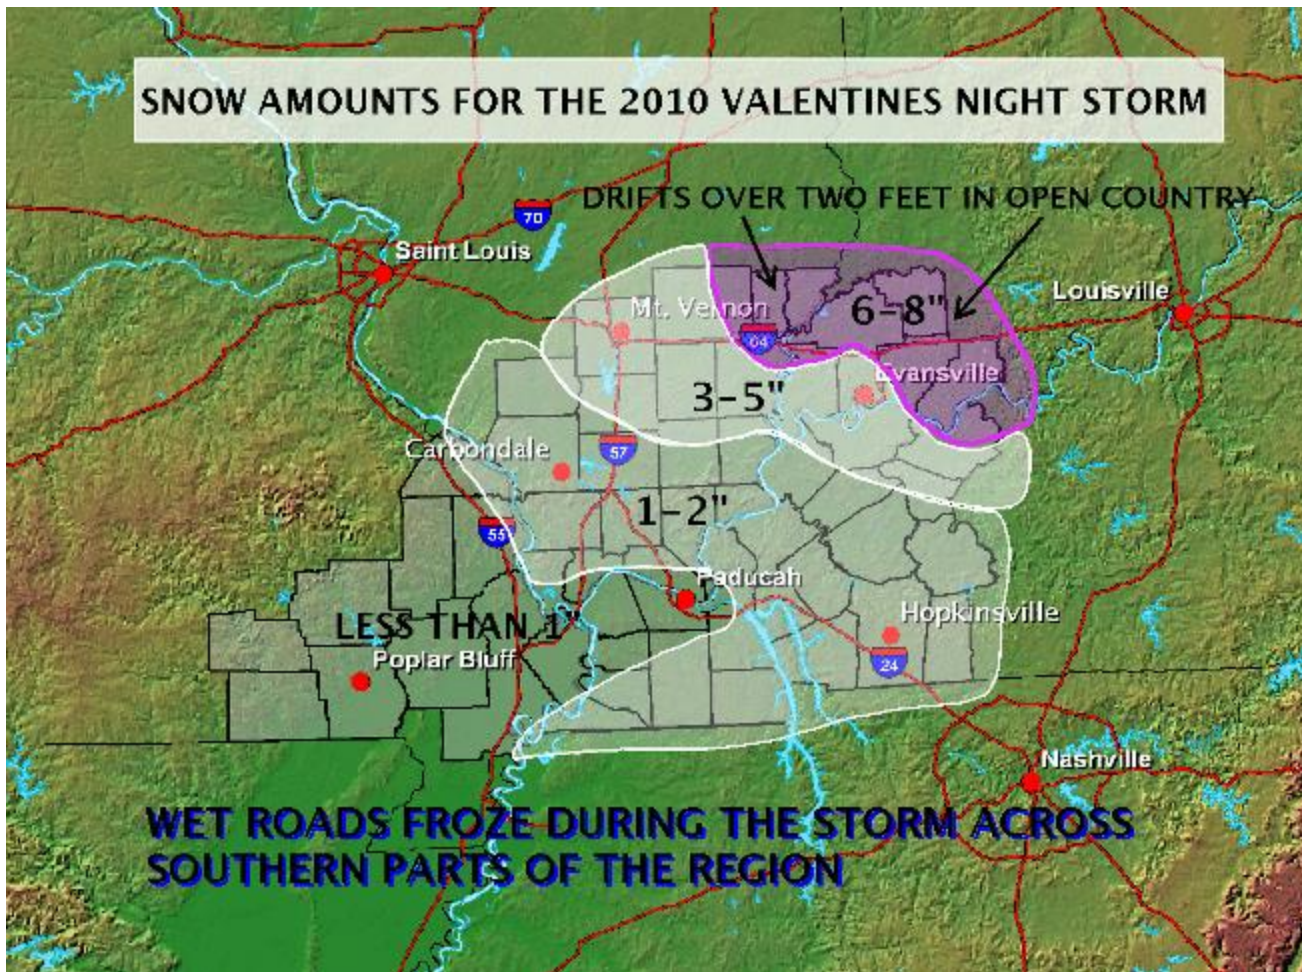 SNOW AMOUNTS FOR THE 2010 VALENTINES NIGHT STORM
DRIFTS OVER TWO FEET IN OPEN COUNTRY
70
Saint Louis
Louisville
Mt. Vernon
6-8"
64
Evansville
3-5"
Carbondale
57
1-2"
55
Paducah
Hopkinsville
LESS THAN 1"
Poplar Bluff
24
Nashville
WET ROADS FROZE DURING THE STORM ACROSS
SOUTHERN PARTS OF THE REGION